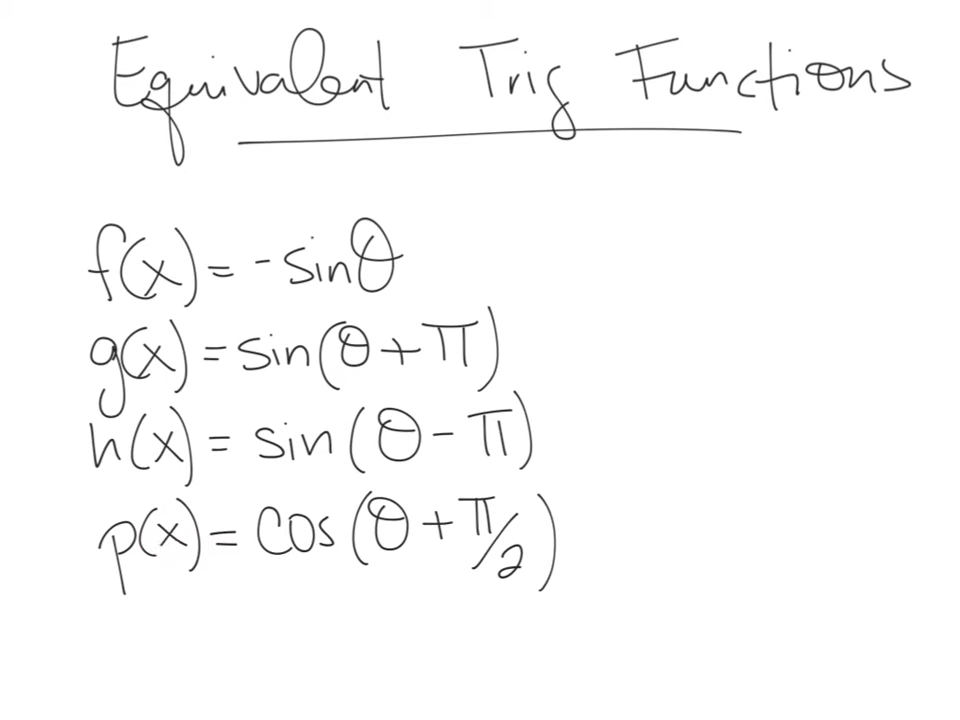 Equivalent Trig Functions
f(x) = -sinθ
g(x) = sin(θ + π)
h(x) = sin(θ - π)
p(x) = cos(θ + π/2)